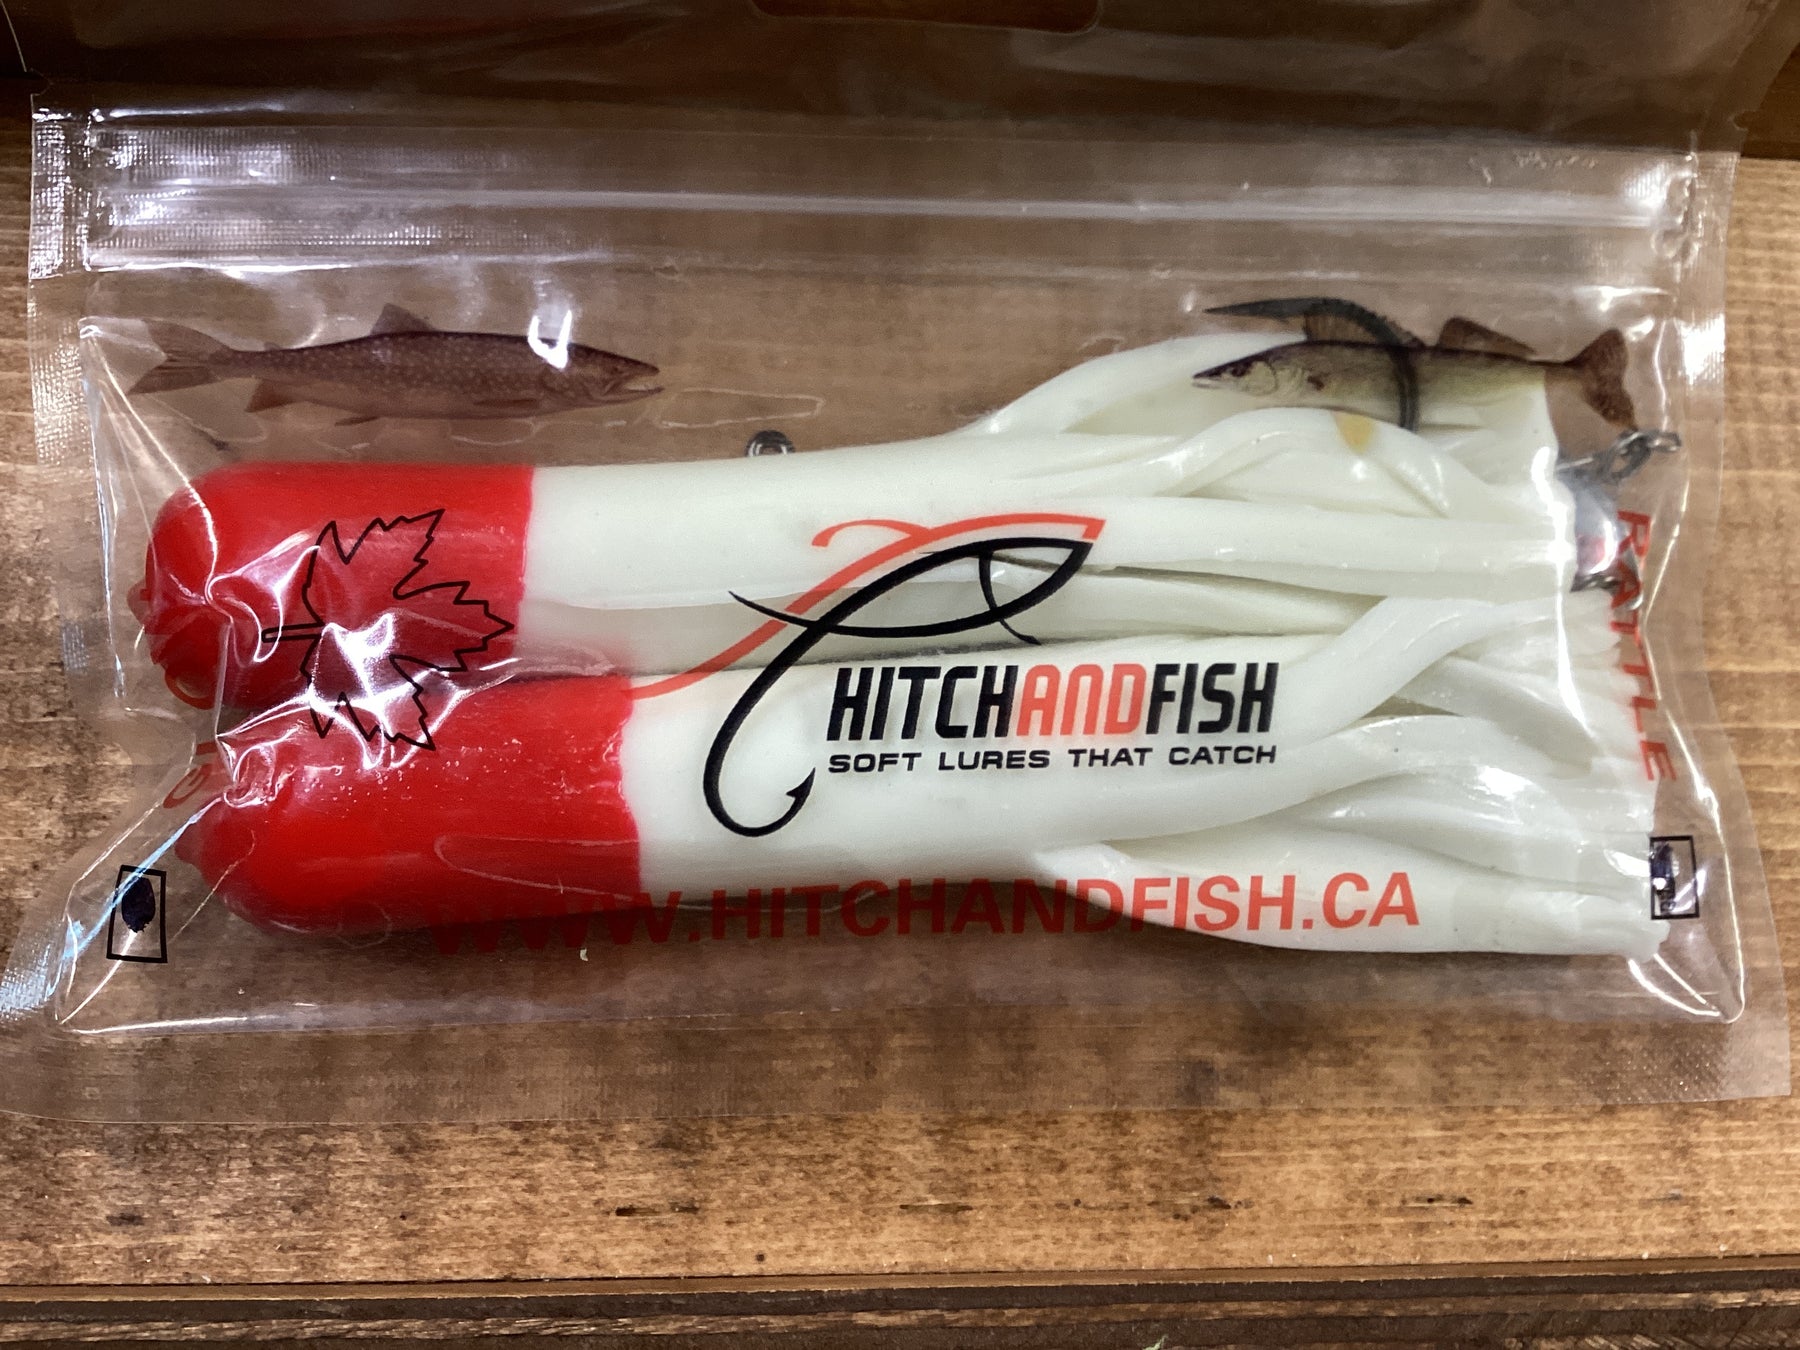 HITCHANDFISH
SOFT LURES THAT CATCH
WWW.HITCHANDFISH.CA
RATTLE